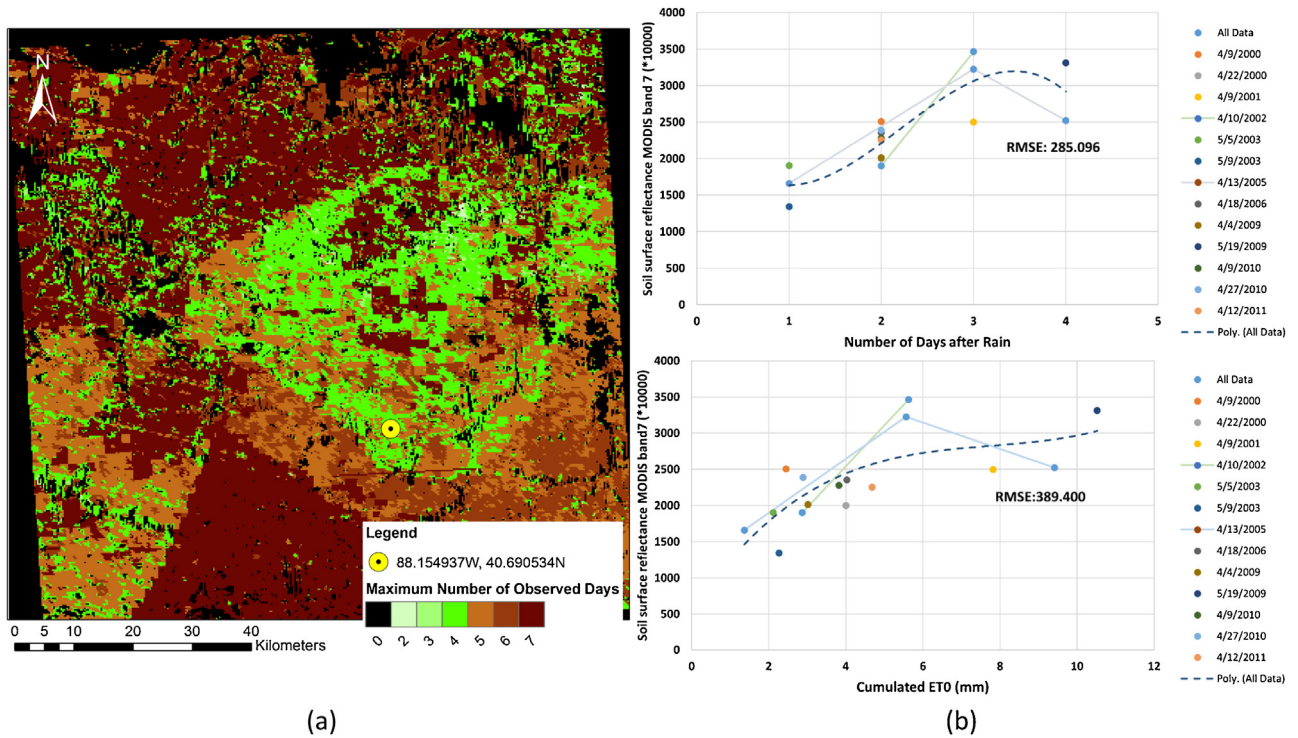 N
Legend
88.154937W, 40.690534N
Maximum Number of Observed Days
0 2 3 4 5 6 7
0 5 10 20 30 40
Kilometers
(a)
Soil surface reflectance MODIS band 7 (*10000)
4000
3500
3000
2500
2000
1500
1000
500
0
0 1 2 3 4 5
Number of Days after Rain
RMSE: 285.096
All Data
4/9/2000
4/22/2000
4/9/2001
4/10/2002
5/5/2003
5/9/2003
4/13/2005
4/18/2006
4/4/2009
5/19/2009
4/9/2010
4/27/2010
4/12/2011
Poly. (All Data)
Soil surface reflectance MODIS band7 (*10000)
4000
3500
3000
2500
2000
1500
1000
500
0
0 2 4 6 8 10 12
Cumulated ET0 (mm)
RMSE:389.400
All Data
4/9/2000
4/22/2000
4/9/2001
4/10/2002
5/5/2003
5/9/2003
4/13/2005
4/18/2006
4/4/2009
5/19/2009
4/9/2010
4/27/2010
4/12/2011
Poly. (All Data)
(b)